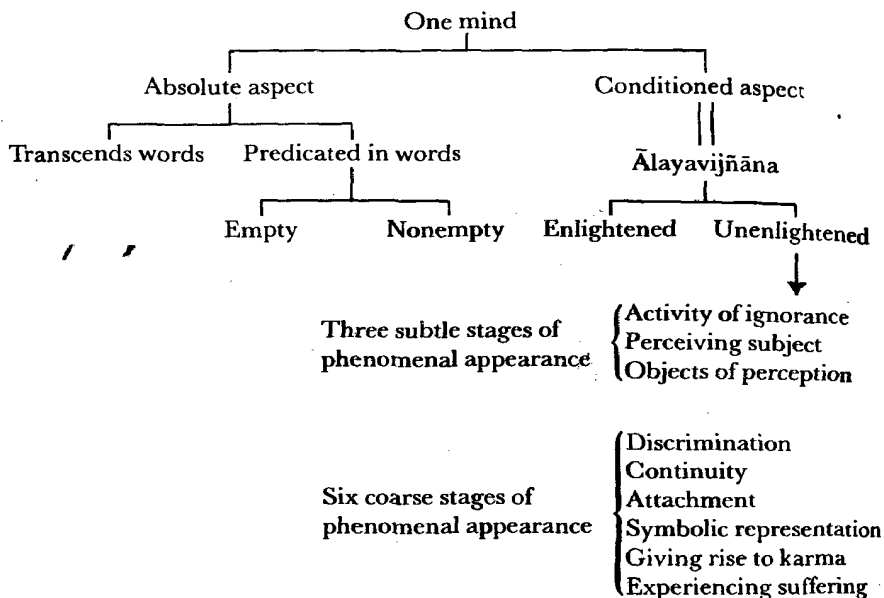 One mind
Absolute aspect Conditioned aspect
Transcends words Predicated in words Ālayavijñāna
Empty Nonempty Enlightened Unenlightened
Three subtle stages of
phenomenal appearance
Activity of ignorance
Perceiving subject
Objects of perception
Six coarse stages of
phenomenal appearance
Discrimination
Continuity
Attachment
Symbolic representation
Giving rise to karma
Experiencing suffering